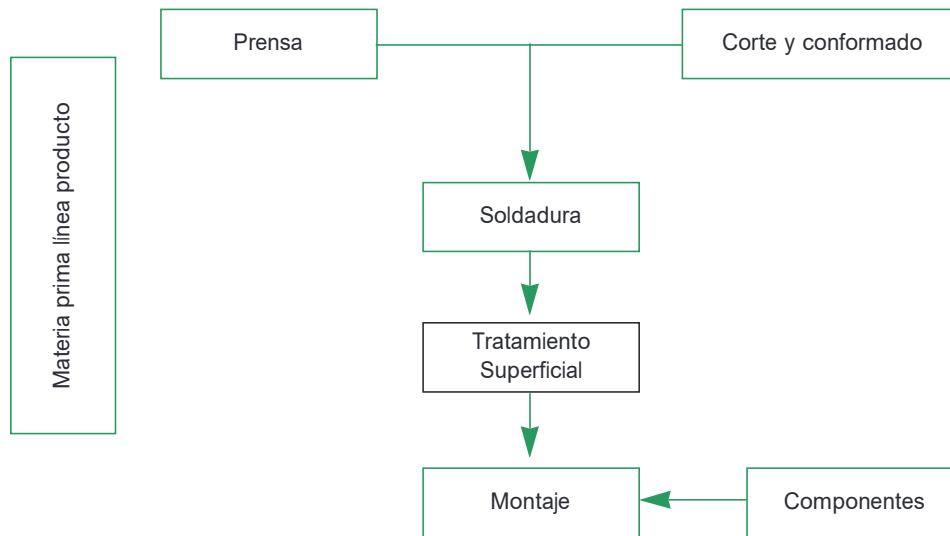 Prensa
Corte y conformado
Materia prima línea producto
Soldadura
Tratamiento
Superficial
Montaje
Componentes